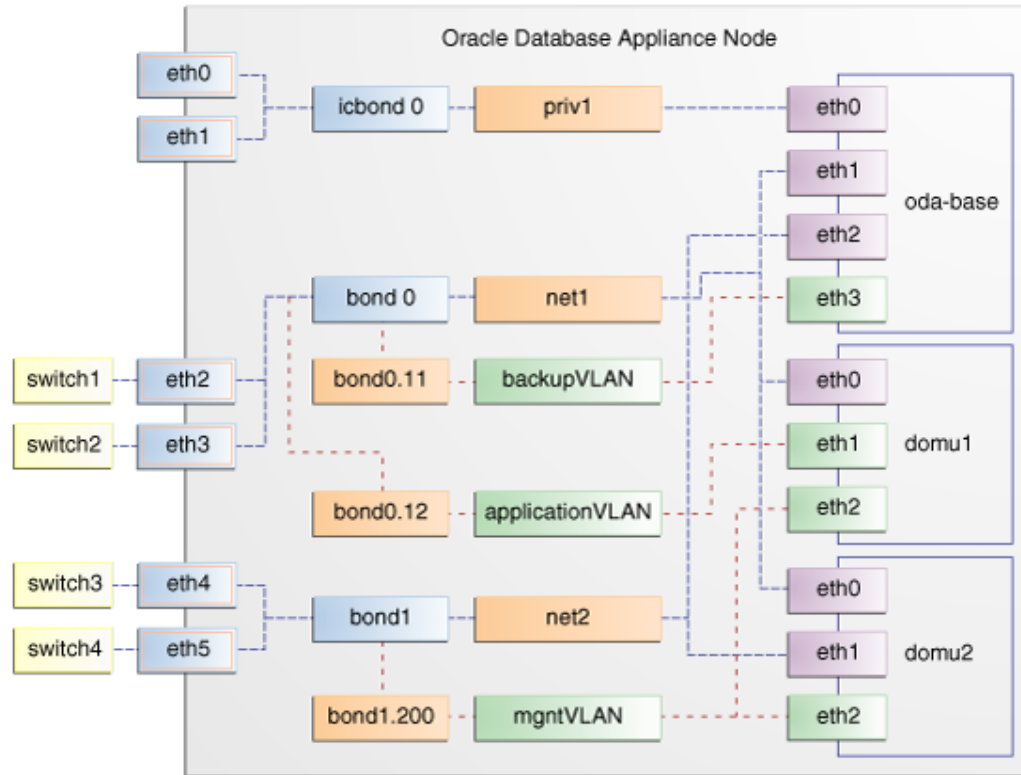 Oracle Database Appliance Node
eth0
eth1
icbond 0
priv1
eth0
eth1
eth2
eth3
oda-base
bond 0
net1
switch1
eth2
bond0.11
backupVLAN
switch2
eth3
eth0
eth1
eth2
domu1
bond0.12
applicationVLAN
switch3
eth4
switch4
eth5
bond1
net2
eth0
eth1
eth2
domu2
bond1.200
mgntVLAN